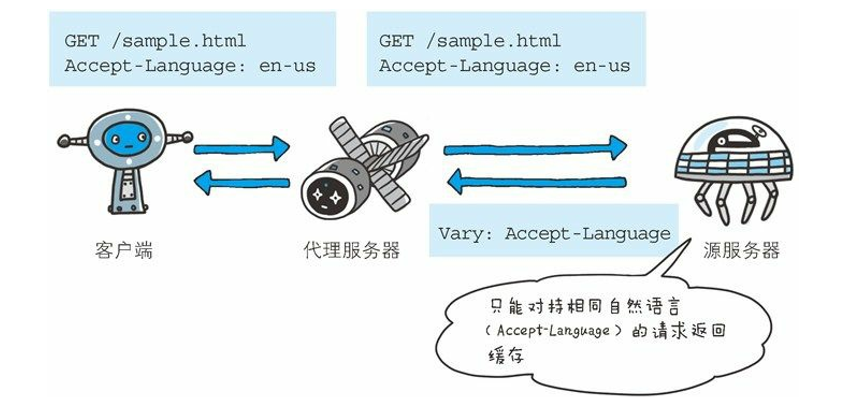 GET /sample.html
Accept-Language: en-us
GET /sample.html
Accept-Language: en-us
客户端
代理服务器
Vary: Accept-Language
源服务器
只能对持相同自然语言
(Accept-Language) 的请求返回
缓存